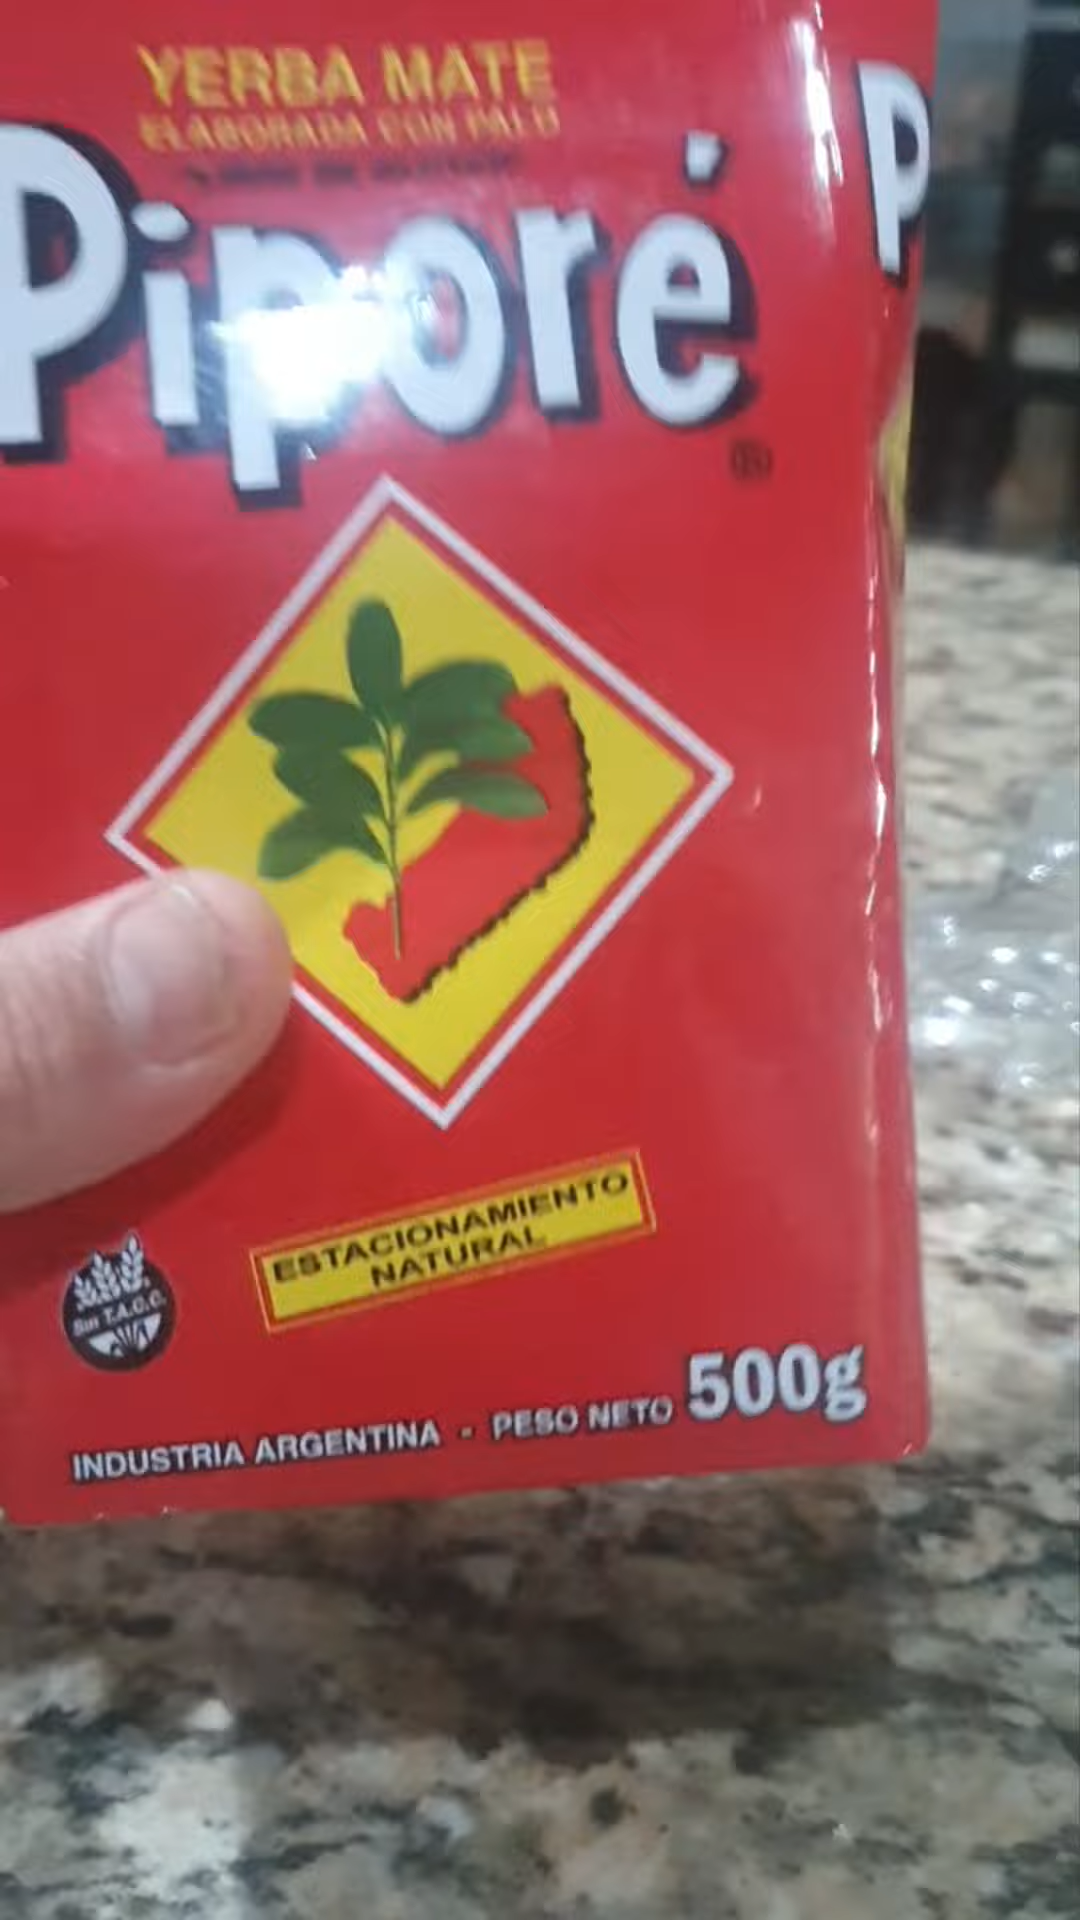 YERBA MATE
ELABORADA CON PALO
Piporé
P
®
ESTACIONAMIENTO
NATURAL
Sin T.A.C.C.
INDUSTRIA ARGENTINA - PESO NETO 500g